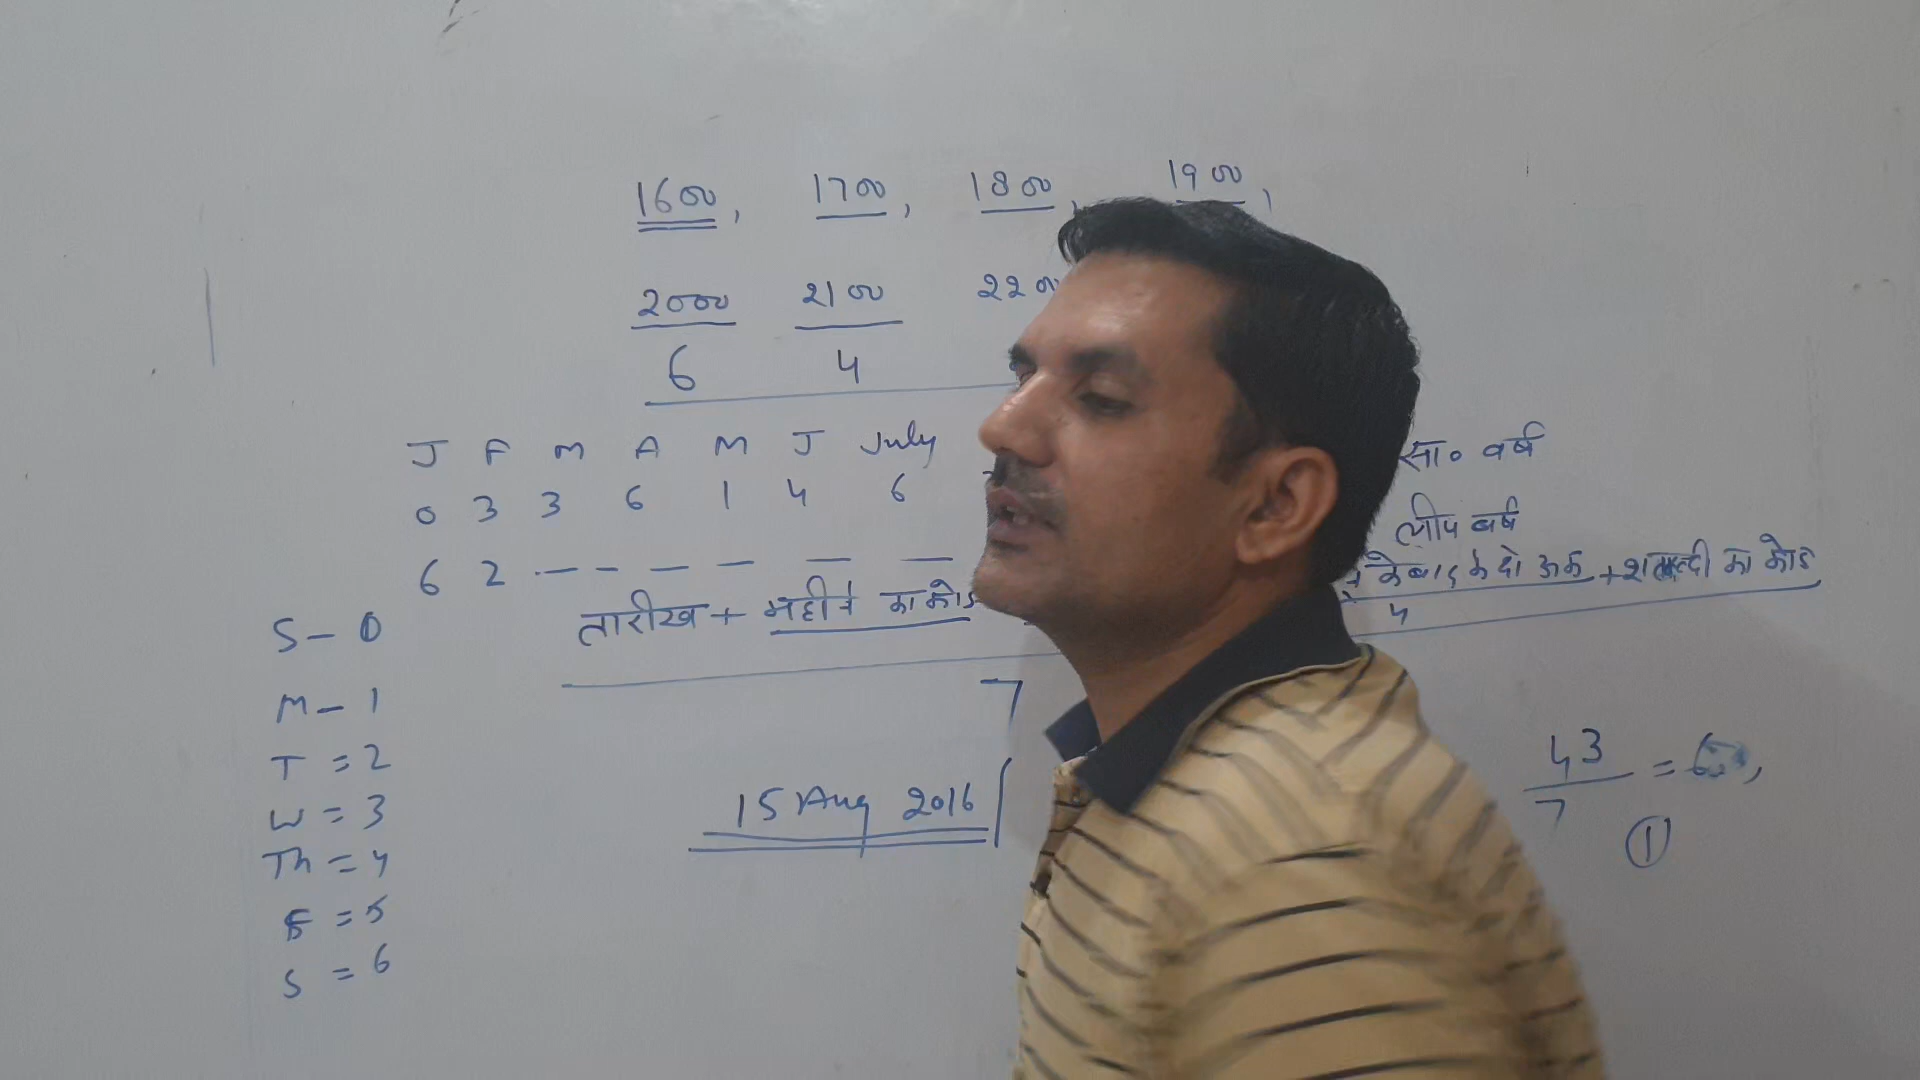 1600, 1700, 1800, 1900,
2000 2100 2200
6 4
J F M A M J July
0 3 3 6 1 4 6
सा० वर्ष
6 2 - - - - - -
लीप वर्ष
तारीख + महीने का कोड
के बाद के दो अंक + शताब्दी का कोड
4
7
S - 0
M - 1
T = 2
W = 3
Th = 4
F = 5
S = 6
15 Aug 2016
43
7
= 6
1